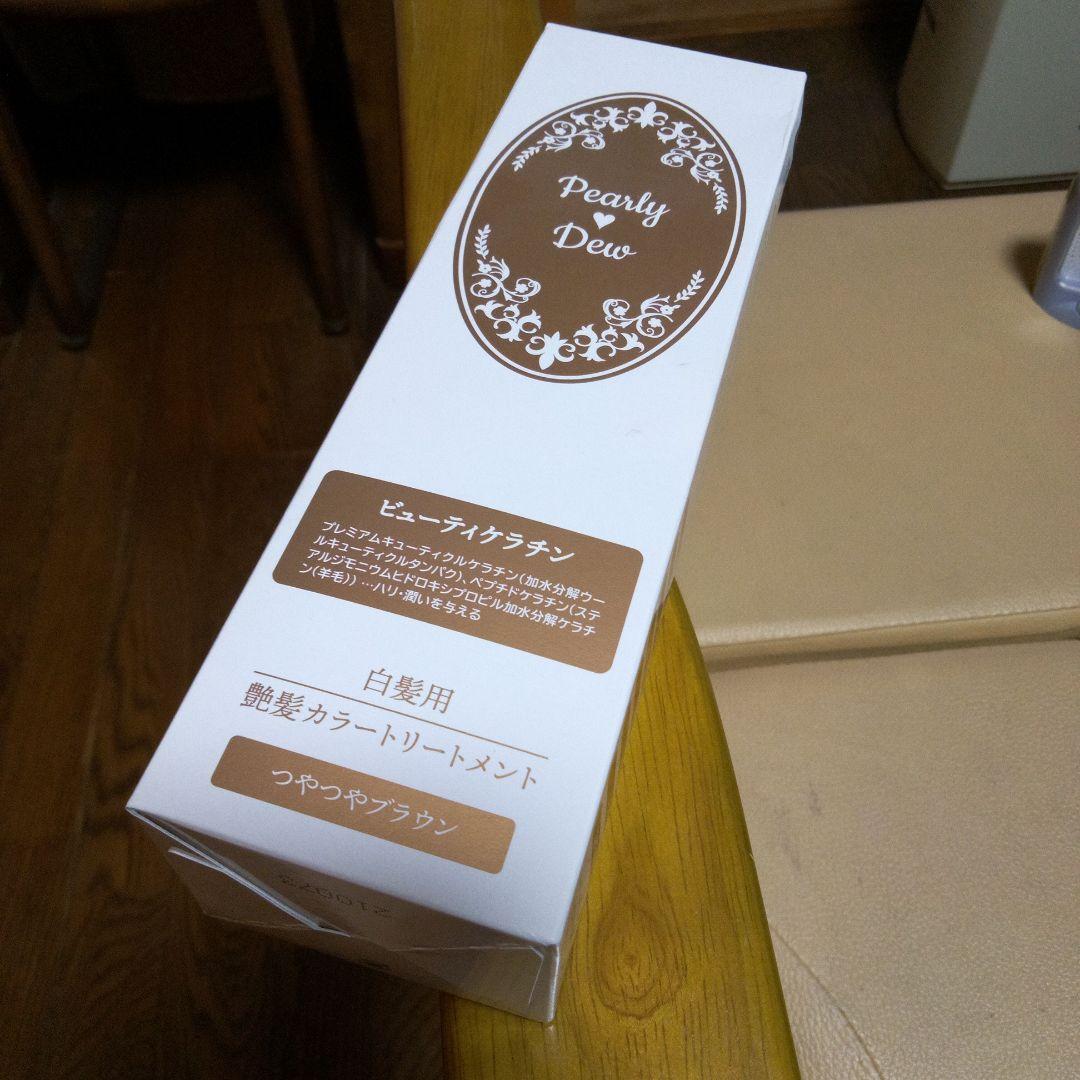 Pearly
Dew
ビューティケラチン
プレミアムキューティクルケラチン(加水分解ウー
ルキューティクルタンパク)、ペプチドケラチン(ステ
アルジモニウムヒドロキシプロピル加水分解ケラチ
ン(羊毛)) …ハリ・潤いを与える
白髪用
艶髪カラートリートメント
つやつやブラウン